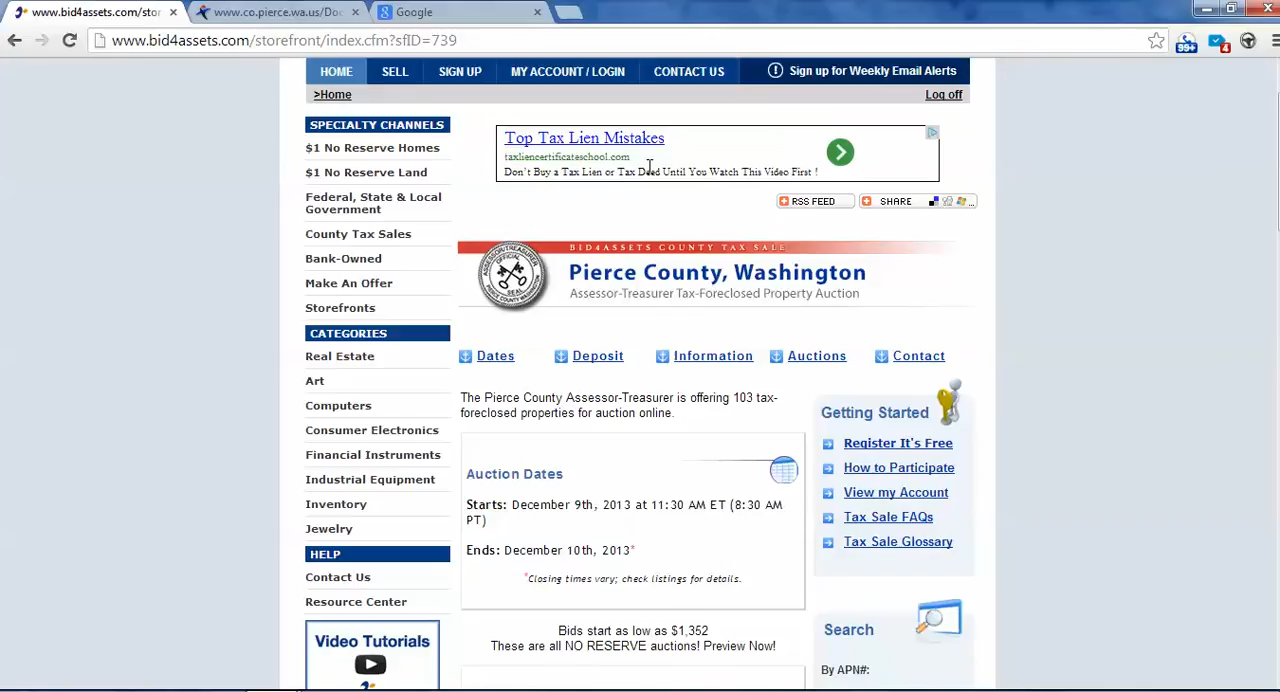 www.bid4assets.com/stor
www.co.pierce.wa.us/Doc
Google
www.bid4assets.com/storefront/index.cfm?sfID=739
99+
4
HOME
SELL
SIGN UP
MY ACCOUNT / LOGIN
CONTACT US
Sign up for Weekly Email Alerts
>Home
Log off
SPECIALTY CHANNELS
$1 No Reserve Homes
$1 No Reserve Land
Federal, State & Local
Government
County Tax Sales
Bank-Owned
Make An Offer
Storefronts
CATEGORIES
Real Estate
Art
Computers
Consumer Electronics
Financial Instruments
Industrial Equipment
Inventory
Jewelry
HELP
Contact Us
Resource Center
Video Tutorials
Top Tax Lien Mistakes
taxliencertificateschool.com
Don't Buy a Tax Lien or Tax Deed Until You Watch This Video First !
RSS FEED
SHARE
BID4ASSETS COUNTY TAX SALE
Pierce County, Washington
Assessor-Treasurer Tax-Foreclosed Property Auction
Dates
Deposit
Information
Auctions
Contact
The Pierce County Assessor-Treasurer is offering 103 tax-
foreclosed properties for auction online.
Auction Dates
Starts: December 9th, 2013 at 11:30 AM ET (8:30 AM
PT)
Ends: December 10th, 2013*
*Closing times vary; check listings for details.
Bids start as low as $1,352
These are all NO RESERVE auctions! Preview Now!
Getting Started
Register It's Free
How to Participate
View my Account
Tax Sale FAQs
Tax Sale Glossary
Search
By APN#: